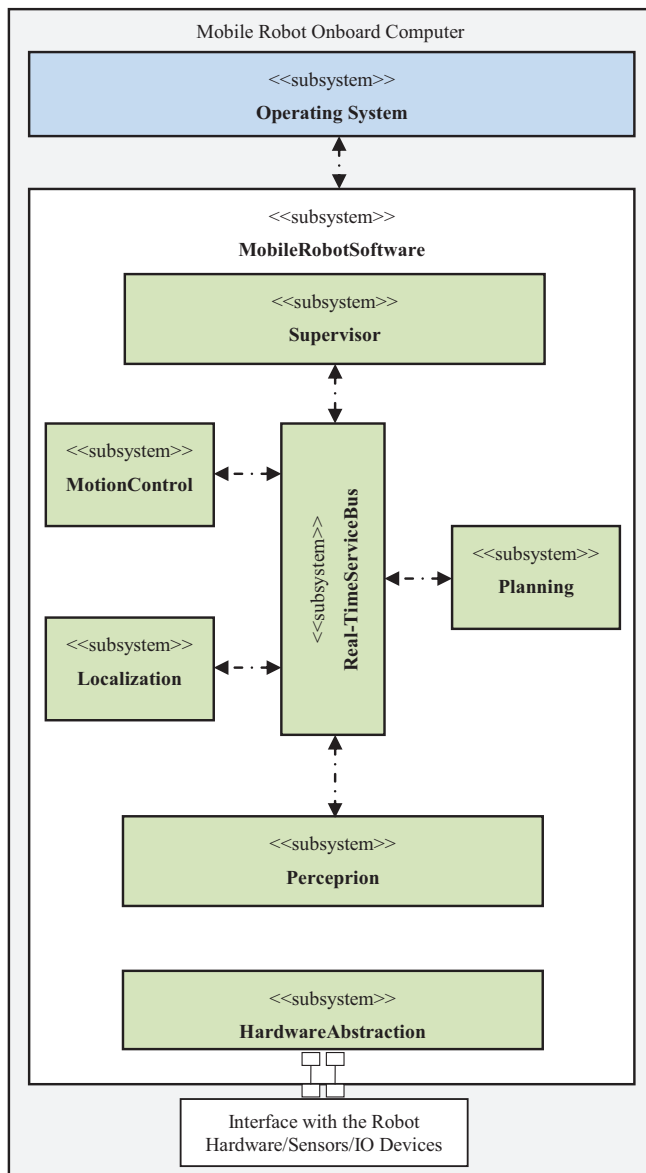 Mobile Robot Onboard Computer
<<subsystem>>
Operating System
<<subsystem>>
MobileRobotSoftware
<<subsystem>>
Supervisor
<<subsystem>>
MotionControl
<<subsystem>>
Real-TimeServiceBus
<<subsystem>>
Planning
<<subsystem>>
Localization
<<subsystem>>
Perceprion
<<subsystem>>
HardwareAbstraction
Interface with the Robot
Hardware/Sensors/IO Devices